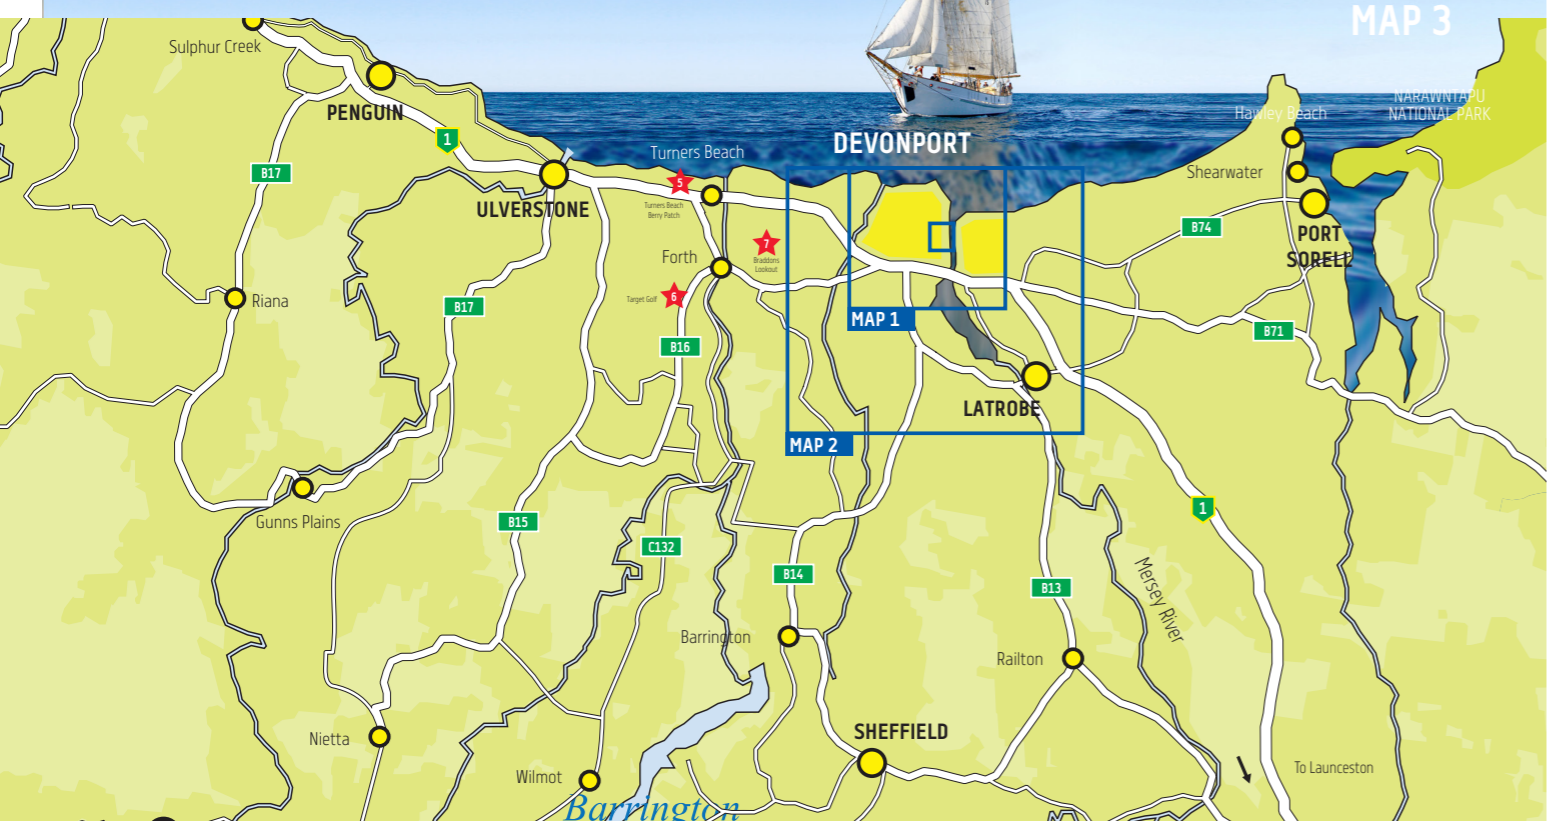 MAP 3
Sulphur Creek
PENGUIN
1
B17
DEVONPORT
Hawley Beach
NARAWNTAPU
NATIONAL PARK
Turners Beach
5
Turners Beach
Berry Patch
ULVERSTONE
Shearwater
B74
PORT
SORELL
7
Braddons
Lookout
Forth
Target Golf
6
Riana
B17
MAP 1
B71
B16
LATROBE
MAP 2
Gunns Plains
B15
1
C132
B14
B13
Mersey River
Barrington
Railton
Nietta
SHEFFIELD
Wilmot
To Launceston
Barrington